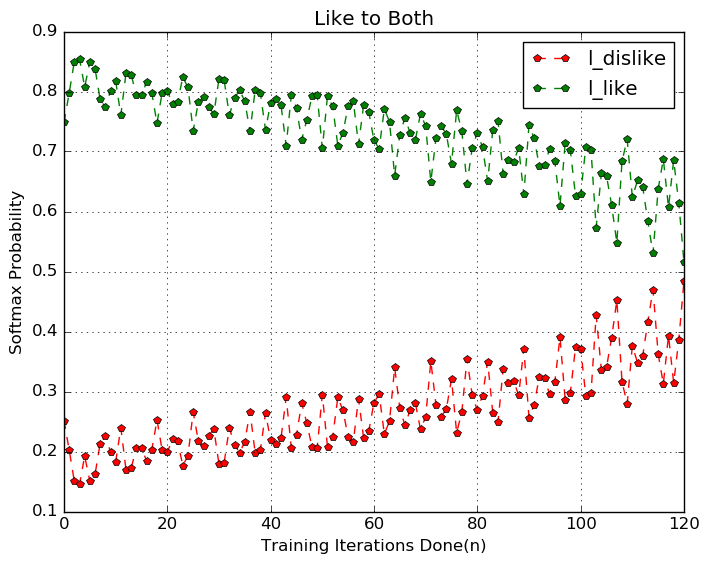 Like to Both
0.9
0.8
0.7
0.6
0.5
0.4
0.3
0.2
0.1
Softmax Probability
l_dislike
l_like
0 20 40 60 80 100 120
Training Iterations Done(n)